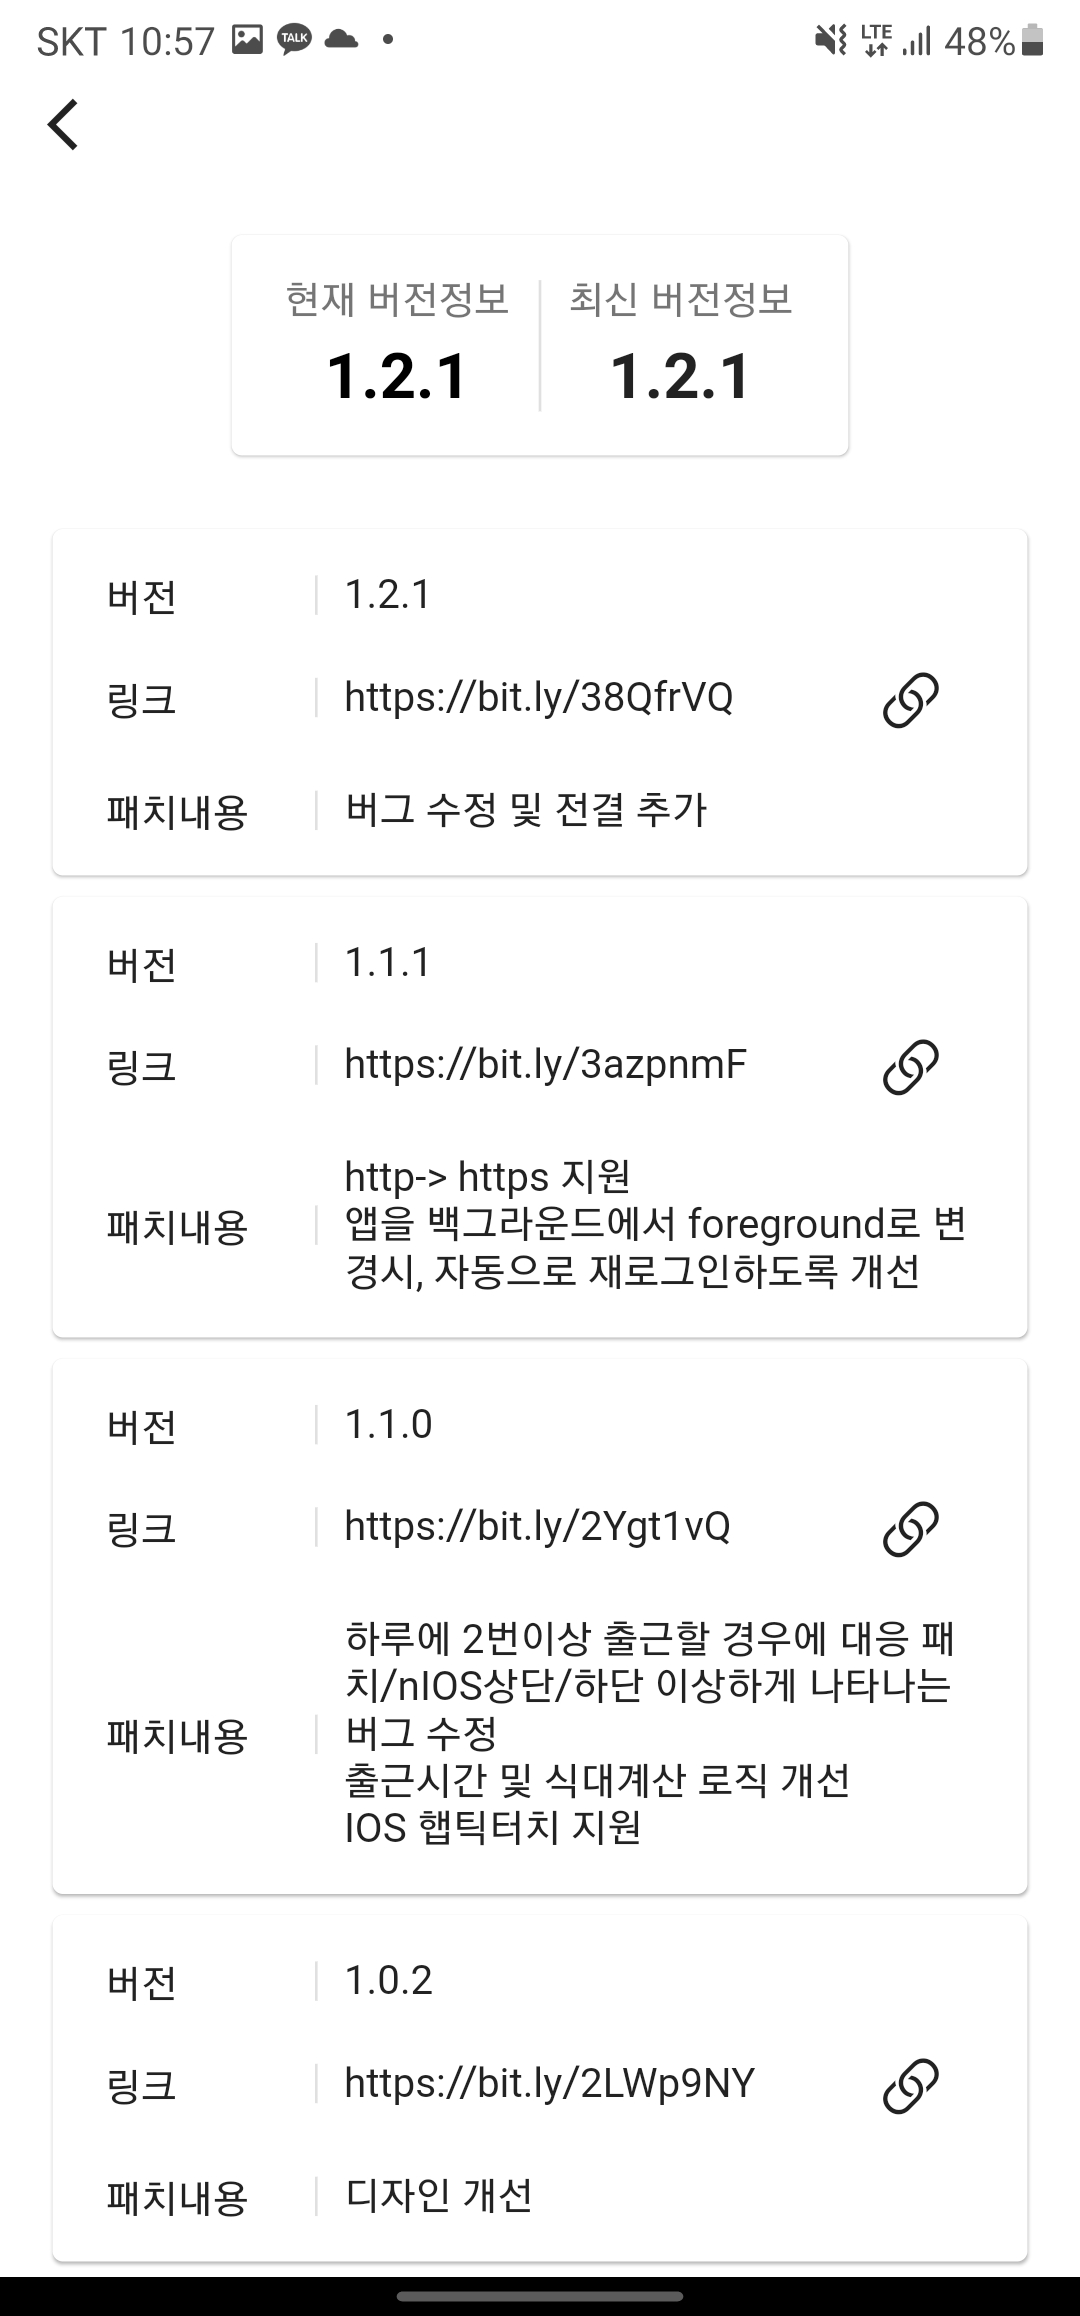 SKT 10:57 TALK LTE 48%
현재 버전정보 최신 버전정보
1.2.1 1.2.1
버전 1.2.1
링크 https://bit.ly/38QfrVQ
패치내용 버그 수정 및 전결 추가
버전 1.1.1
링크 https://bit.ly/3azpnmF
http-> https 지원
패치내용 앱을 백그라운드에서 foreground로 변
경시, 자동으로 재로그인하도록 개선
버전 1.1.0
링크 https://bit.ly/2Ygt1vQ
하루에 2번이상 출근할 경우에 대응 패
치/nIOS상단/하단 이상하게 나타나는
패치내용 버그 수정
출근시간 및 식대계산 로직 개선
IOS 햅틱터치 지원
버전 1.0.2
링크 https://bit.ly/2LWp9NY
패치내용 디자인 개선